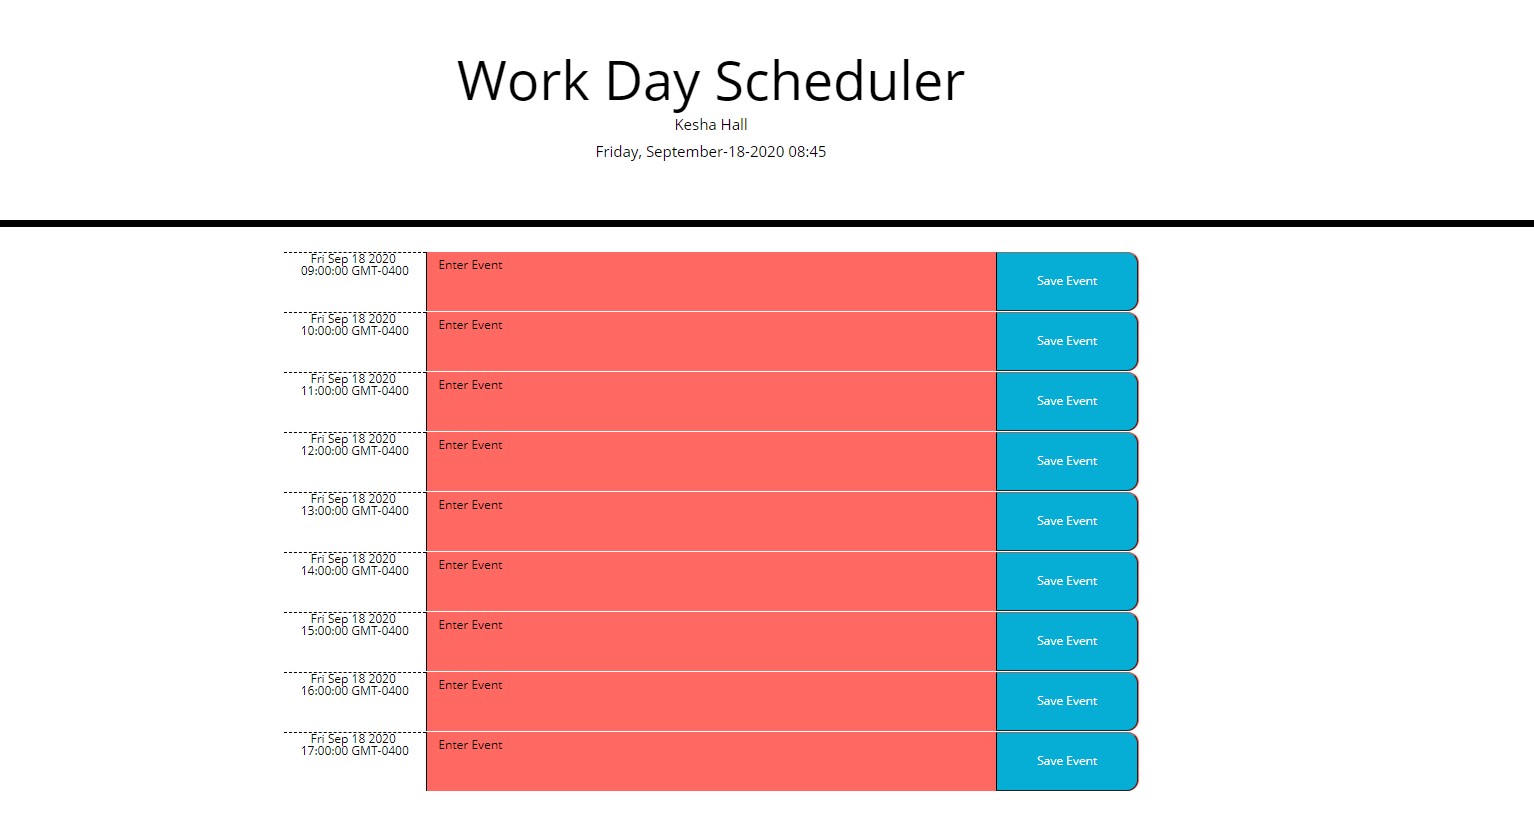 Work Day Scheduler
Kesha Hall
Friday, September-18-2020 08:45
Fri Sep 18 2020
09:00:00 GMT-0400
Enter Event
Save Event
Fri Sep 18 2020
10:00:00 GMT-0400
Enter Event
Save Event
Fri Sep 18 2020
11:00:00 GMT-0400
Enter Event
Save Event
Fri Sep 18 2020
12:00:00 GMT-0400
Enter Event
Save Event
Fri Sep 18 2020
13:00:00 GMT-0400
Enter Event
Save Event
Fri Sep 18 2020
14:00:00 GMT-0400
Enter Event
Save Event
Fri Sep 18 2020
15:00:00 GMT-0400
Enter Event
Save Event
Fri Sep 18 2020
16:00:00 GMT-0400
Enter Event
Save Event
Fri Sep 18 2020
17:00:00 GMT-0400
Enter Event
Save Event